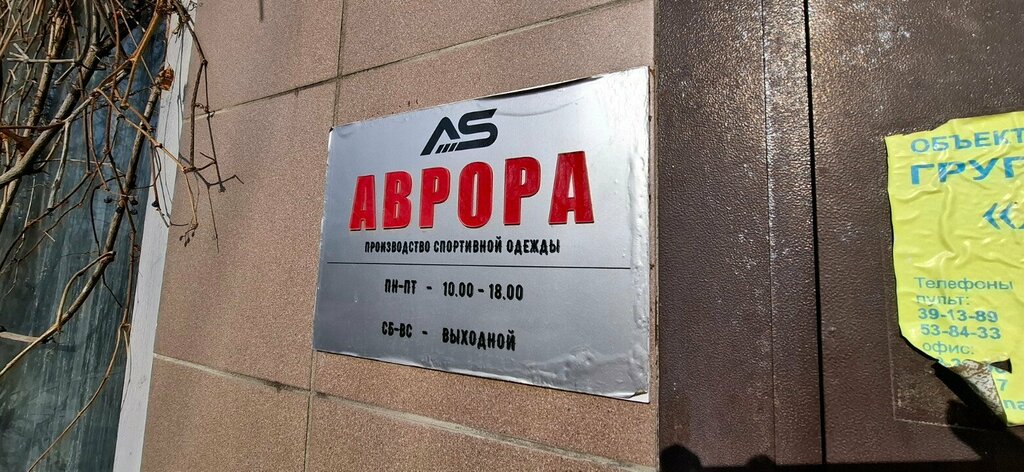 AS
АВРОРА
ПРОИЗВОДСТВО СПОРТИВНОЙ ОДЕЖДЫ
ПН-ПТ - 10.00 - 18.00
СБ-ВС - ВЫХОДНОЙ
ОБЪЕКТ
Телефоны
пульт:
39-13-89
53-84-33
офис: